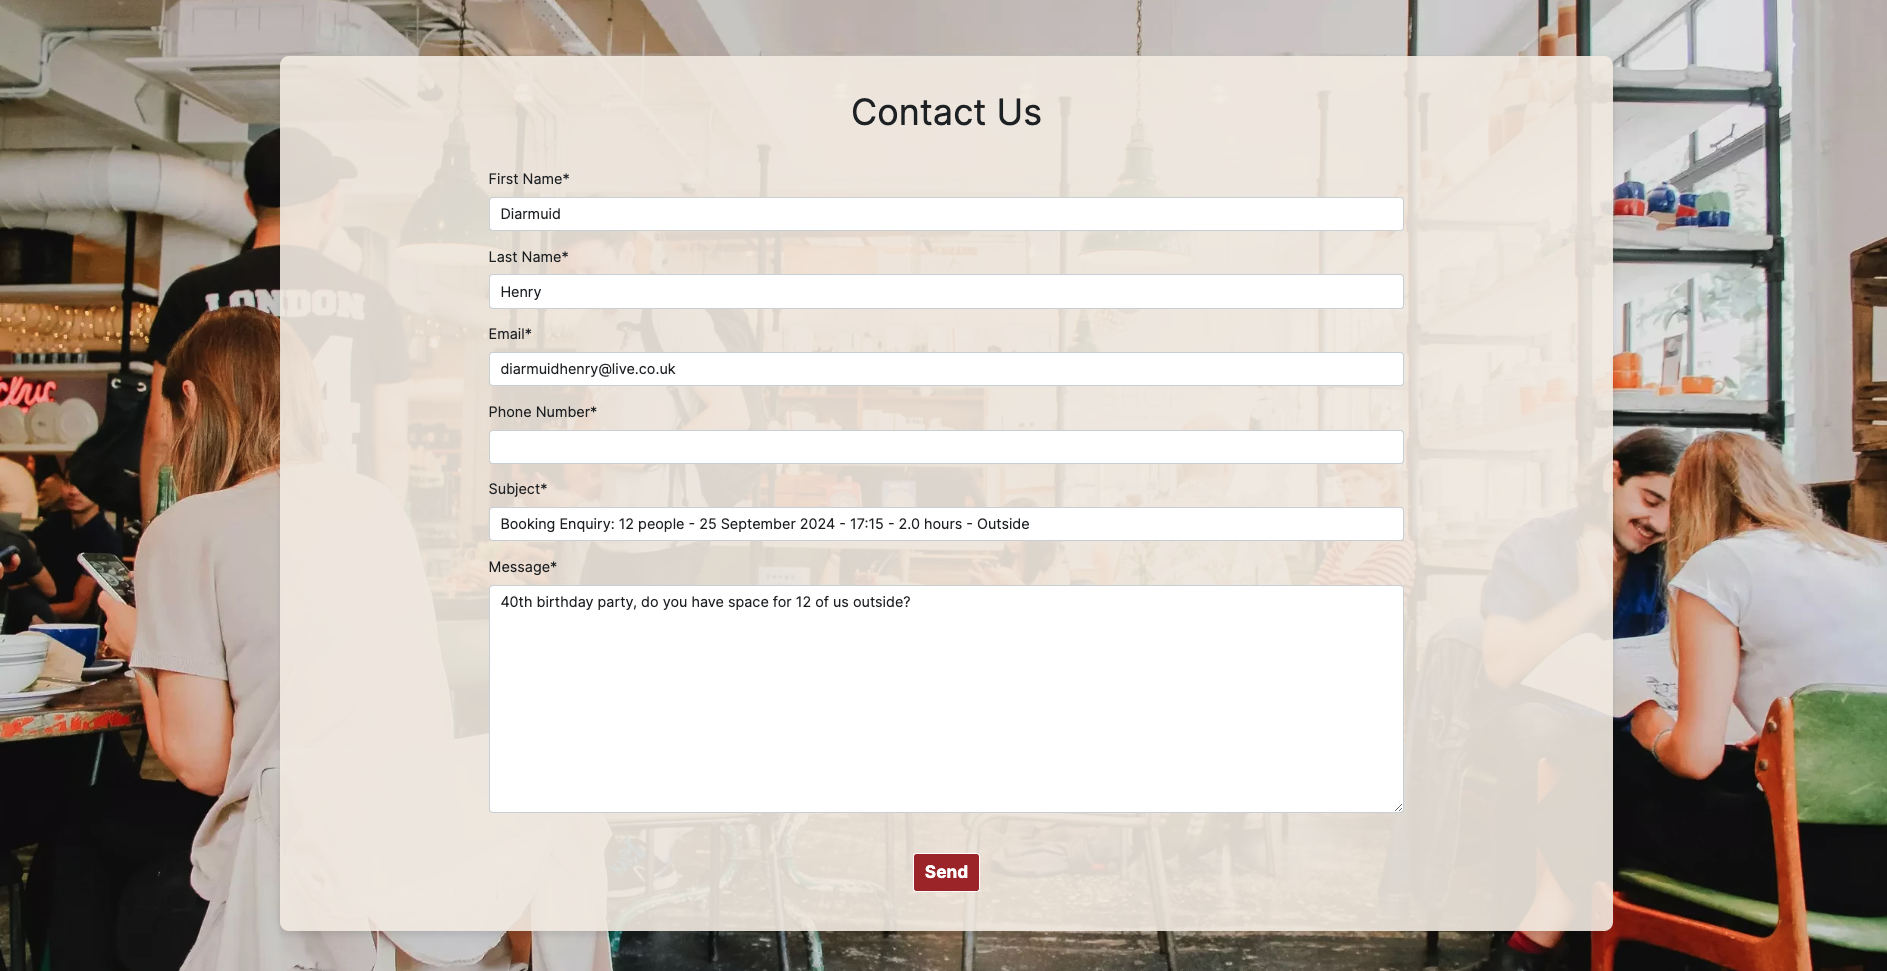 Contact Us
First Name*
Diarmuid
Last Name*
Henry
Email*
diarmuidhenry@live.co.uk
Phone Number*
Subject*
Booking Enquiry: 12 people - 25 September 2024 - 17:15 - 2.0 hours - Outside
Message*
40th birthday party, do you have space for 12 of us outside?
Send
LONDON